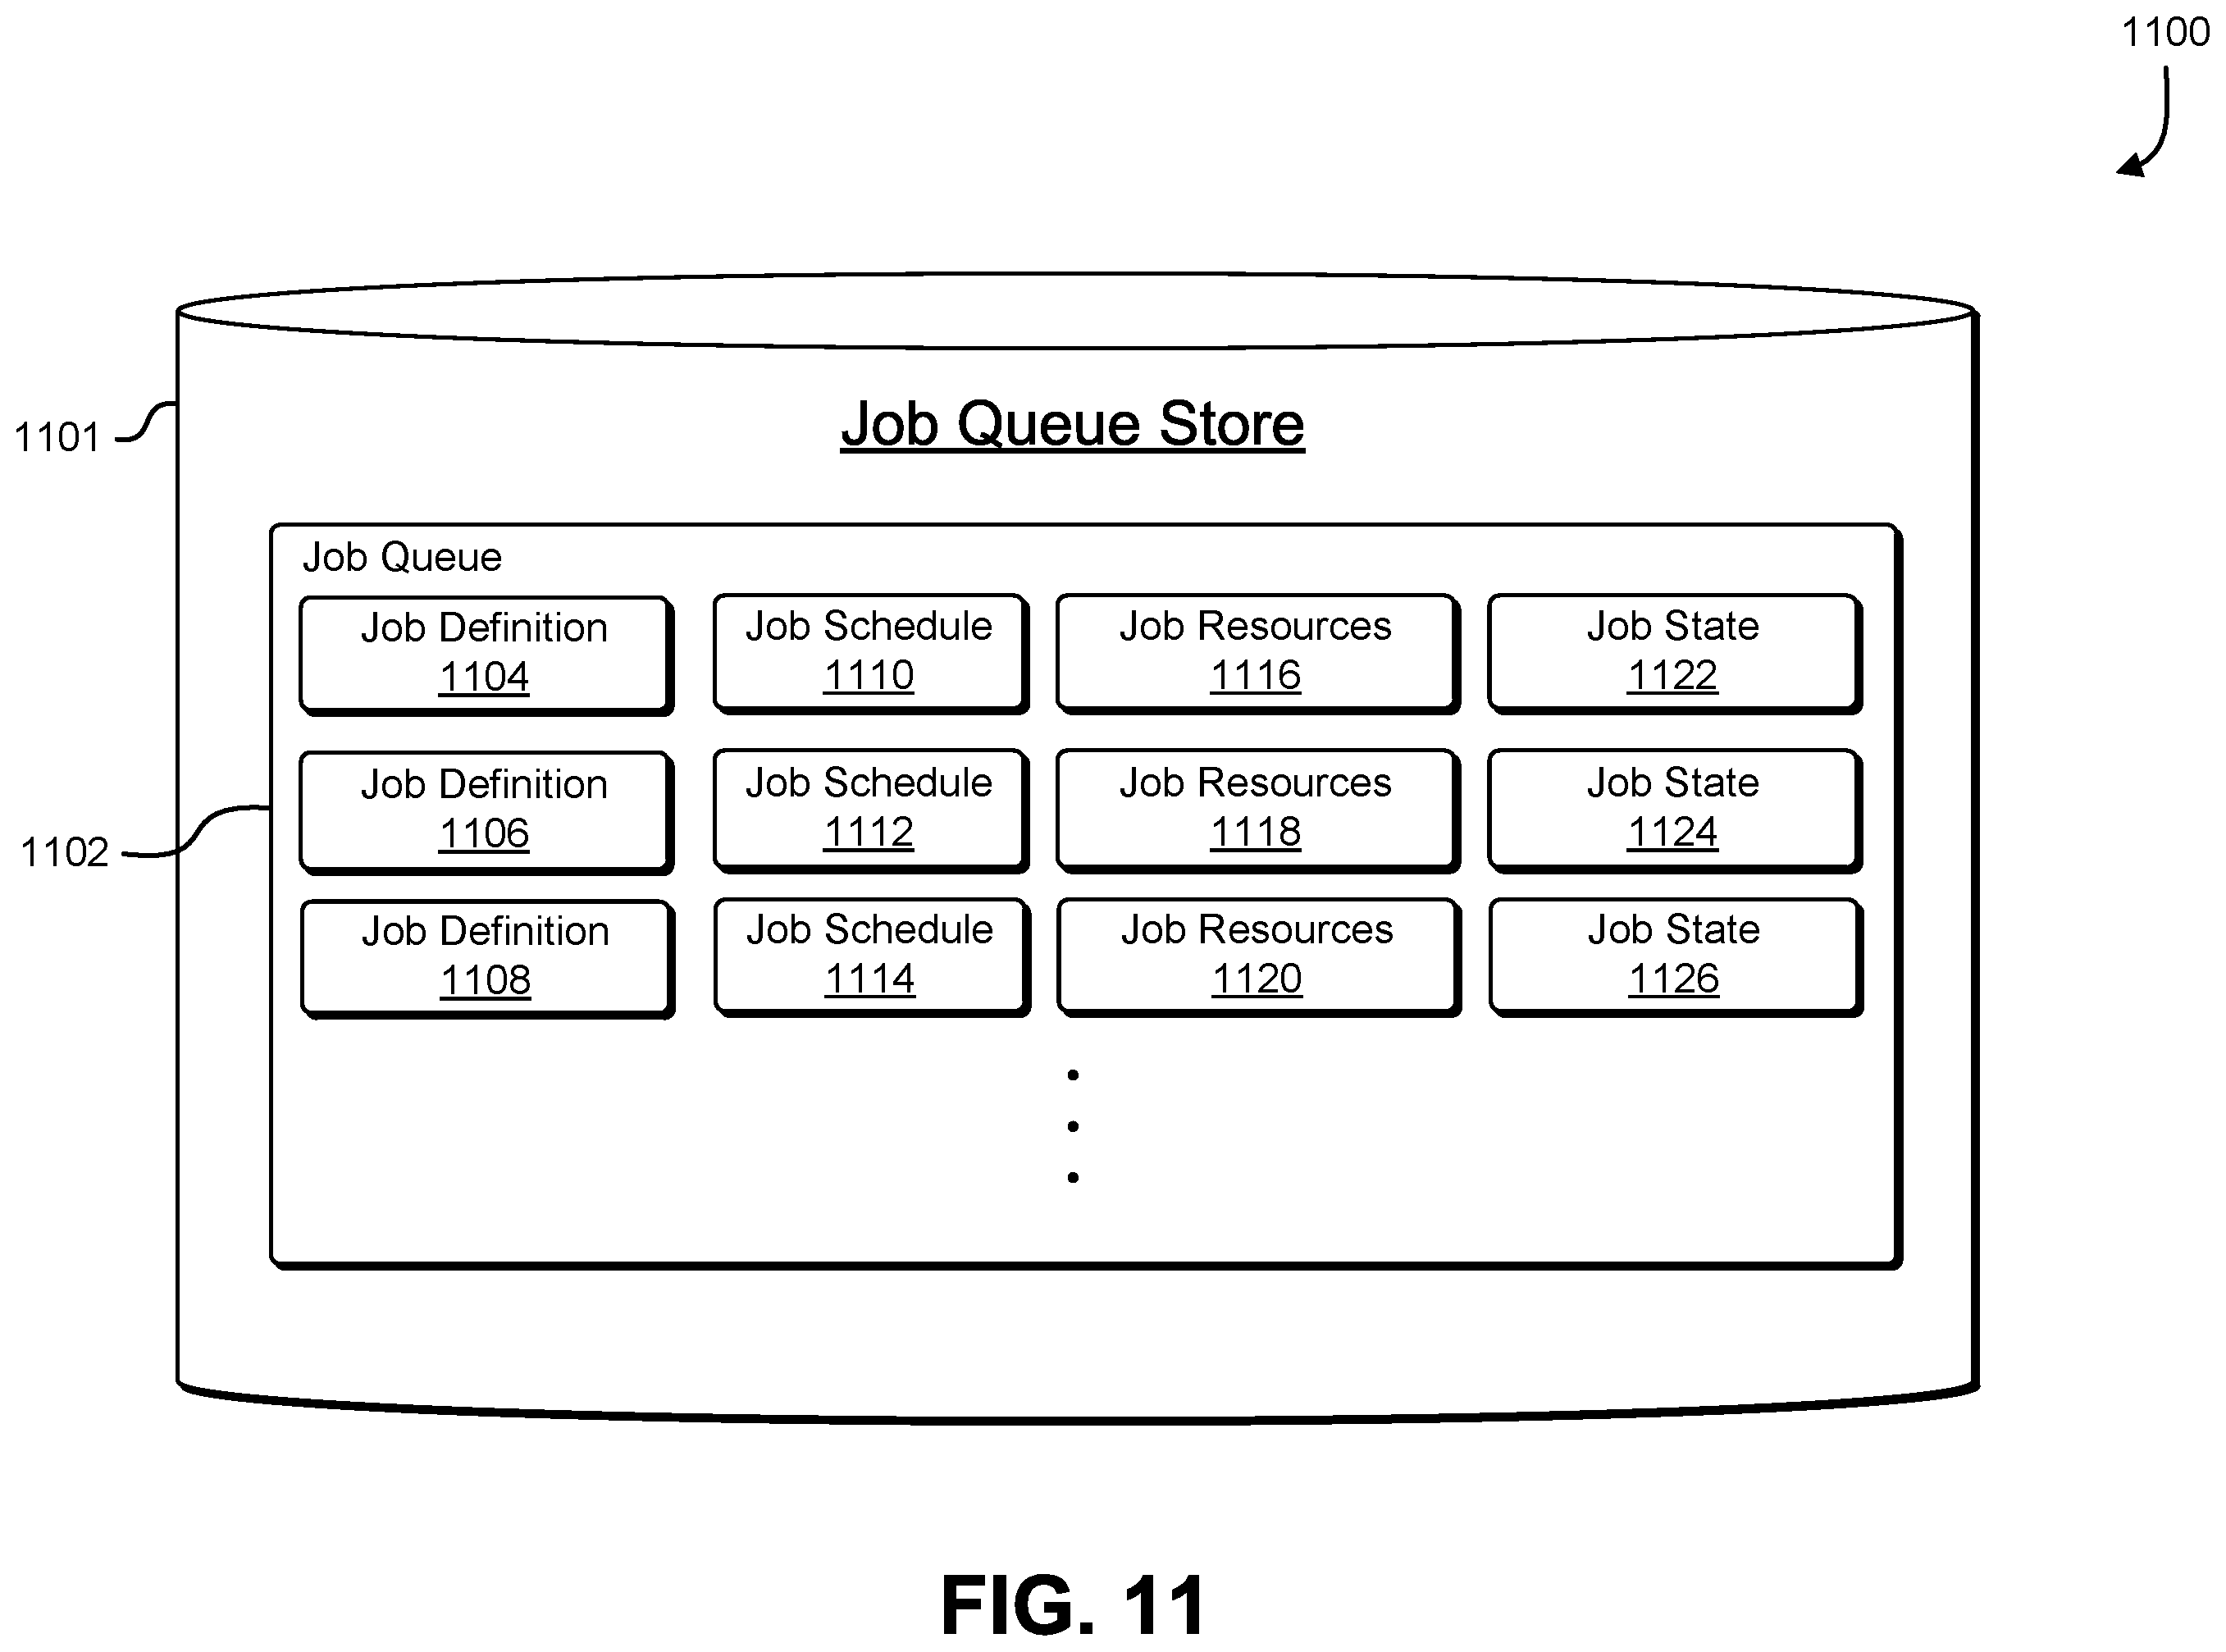 1100
1101
Job Queue Store
Job Queue
Job Definition
1104
Job Schedule
1110
Job Resources
1116
Job State
1122
1102
Job Definition
1106
Job Schedule
1112
Job Resources
1118
Job State
1124
Job Definition
1108
Job Schedule
1114
Job Resources
1120
Job State
1126
FIG. 11